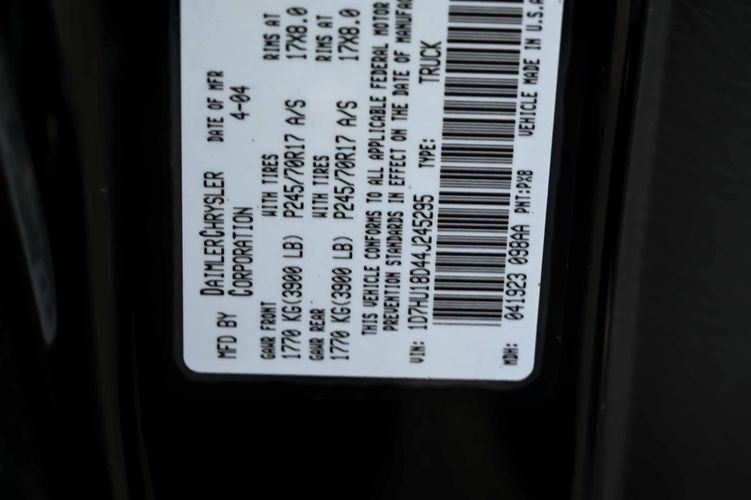 MFD BY DAIMLERCHRYSLER CORPORATION DATE OF MFR 4-04
GAWR FRONT WITH TIRES RIMS AT
1770 KG(3900 LB) P245/70R17 A/S 17X8.0
GAWR REAR WITH TIRES RIMS AT
1770 KG(3900 LB) P245/70R17 A/S 17X8.0
THIS VEHICLE CONFORMS TO ALL APPLICABLE FEDERAL MOTOR
PREVENTION STANDARDS IN EFFECT ON THE DATE OF MANUFA
VIN: 1D7HU18D44J245295 TYPE: TRUCK
MDH: 041923 098AA PNT:PX8 VEHICLE MADE IN U.S.A